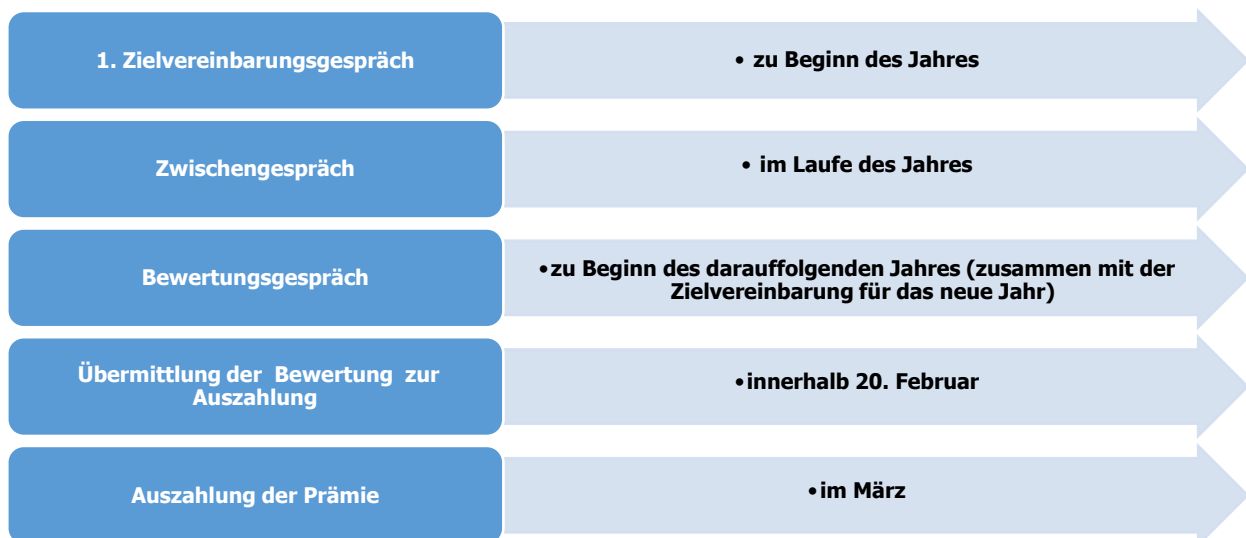 1. Zielvereinbarungsgespräch
• zu Beginn des Jahres
Zwischengespräch
• im Laufe des Jahres
Bewertungsgespräch
•zu Beginn des darauffolgenden Jahres (zusammen mit der
Zielvereinbarung für das neue Jahr)
Übermittlung der Bewertung zur
Auszahlung
•innerhalb 20. Februar
Auszahlung der Prämie
•im März